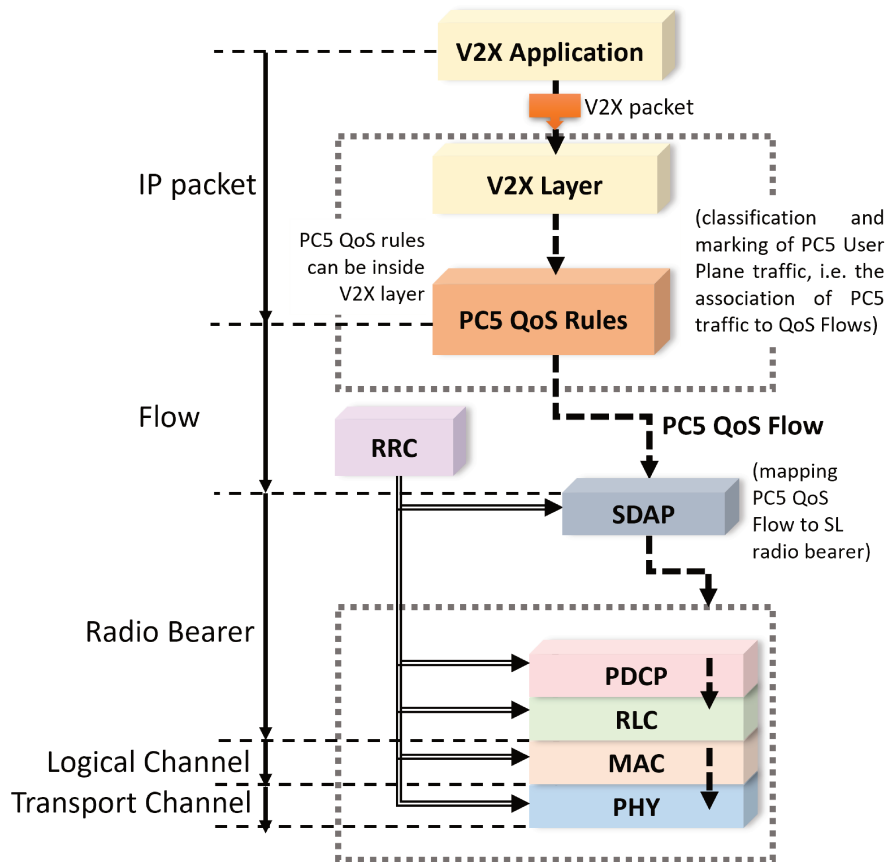 V2X Application
V2X packet
IP packet
V2X Layer
PC5 QoS rules
can be inside
V2X layer
(classification and
marking of PC5 User
Plane traffic, i.e. the
association of PC5
traffic to QoS Flows)
PC5 QoS Rules
Flow
PC5 QoS Flow
RRC
SDAP
(mapping
PC5 QoS
Flow to SL
radio bearer)
Radio Bearer
PDCP
RLC
Logical Channel
MAC
Transport Channel
PHY